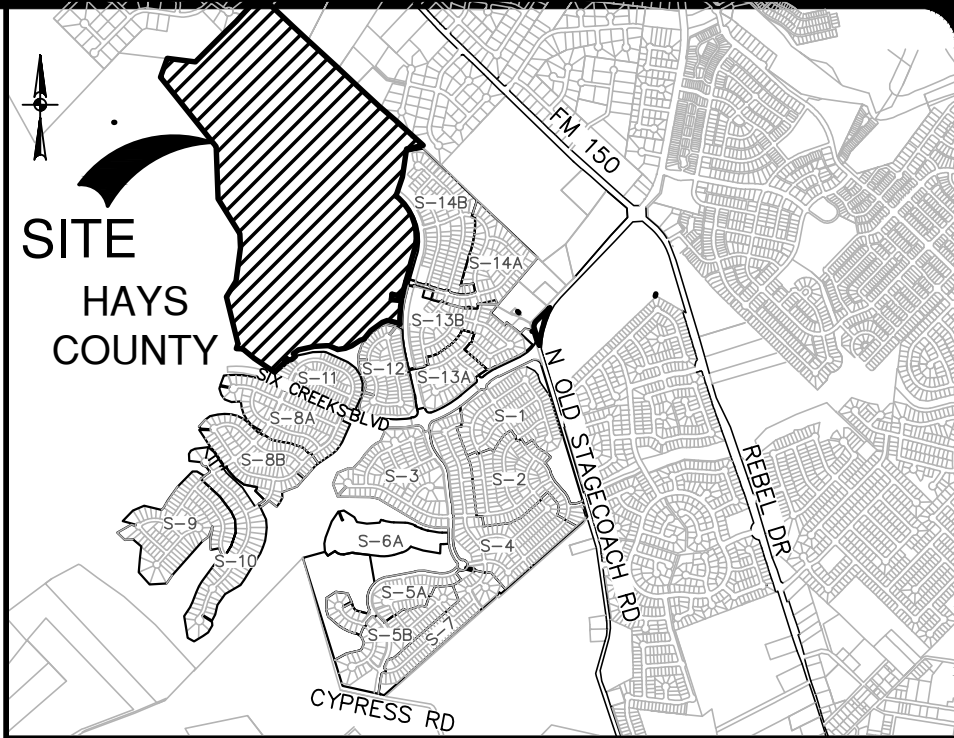 FM 150
SITE
HAYS
COUNTY
S-14B
S-14A
S-13B
S-13A
S-12
S-11
SIX CREEKS BLVD
S-8A
S-8B
S-1
S-3
S-2
N OLD STAGECOACH RD
REBEL DR
S-9
S-10
S-6A
S-4
S-5A
S-5B
S-7
CYPRESS RD